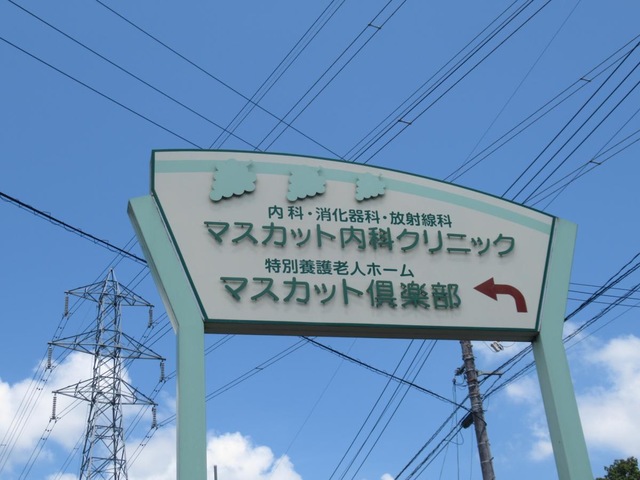 内科・消化器科・放射線科
マスカット内科クリニック
特別養護老人ホーム
マスカット倶楽部